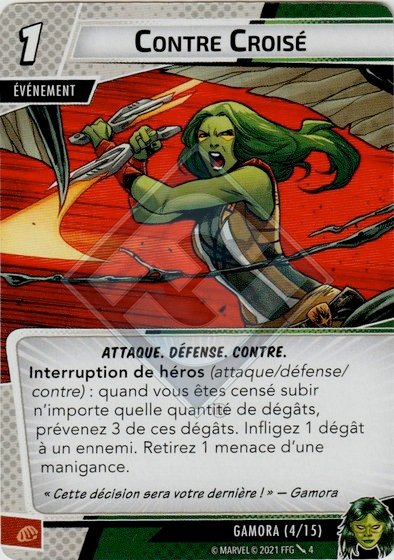 1
CONTRE CROISÉ
ÉVÉNEMENT
ATTAQUE. DÉFENSE. CONTRE.
Interruption de héros (attaque/défense/
contre) : quand vous êtes censé subir
n'importe quelle quantité de dégâts,
prévenez 3 de ces dégâts. Infligez 1 dégât
à un ennemi. Retirez 1 menace d'une
manigance.
« Cette décision sera votre dernière ! » — Gamora
GAMORA (4/15)
© MARVEL © 2021 FFG 4